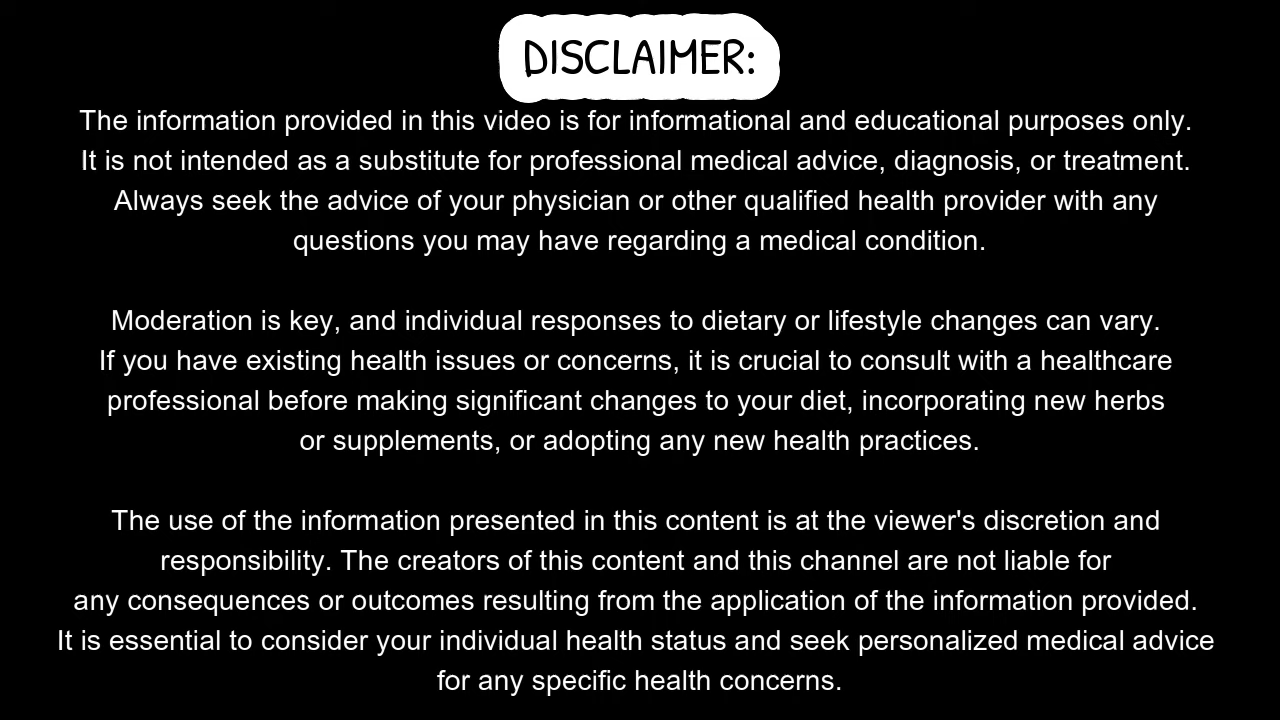 DISCLAIMER:
The information provided in this video is for informational and educational purposes only.
It is not intended as a substitute for professional medical advice, diagnosis, or treatment.
Always seek the advice of your physician or other qualified health provider with any
questions you may have regarding a medical condition.
Moderation is key, and individual responses to dietary or lifestyle changes can vary.
If you have existing health issues or concerns, it is crucial to consult with a healthcare
professional before making significant changes to your diet, incorporating new herbs
or supplements, or adopting any new health practices.
The use of the information presented in this content is at the viewer's discretion and
responsibility. The creators of this content and this channel are not liable for
any consequences or outcomes resulting from the application of the information provided.
It is essential to consider your individual health status and seek personalized medical advice
for any specific health concerns.